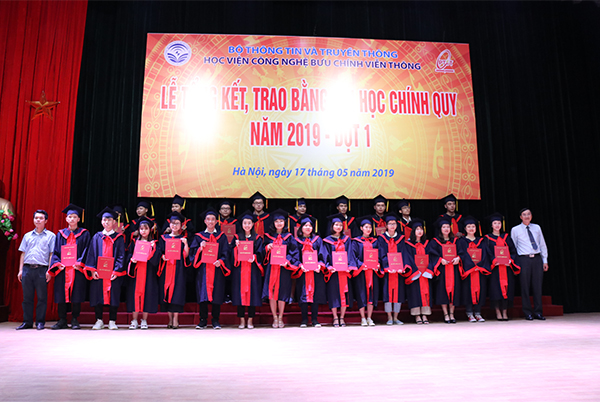 BỘ THÔNG TIN VÀ TRUYỀN THÔNG
HỌC VIỆN CÔNG NGHỆ BƯU CHÍNH VIỄN THÔNG
LỄ KẾT, TRAO BẰNG HỌC CHÍNH QUY
NĂM 2019 - ĐỢT 1
Hà Nội, ngày 17 tháng 05 năm 2019